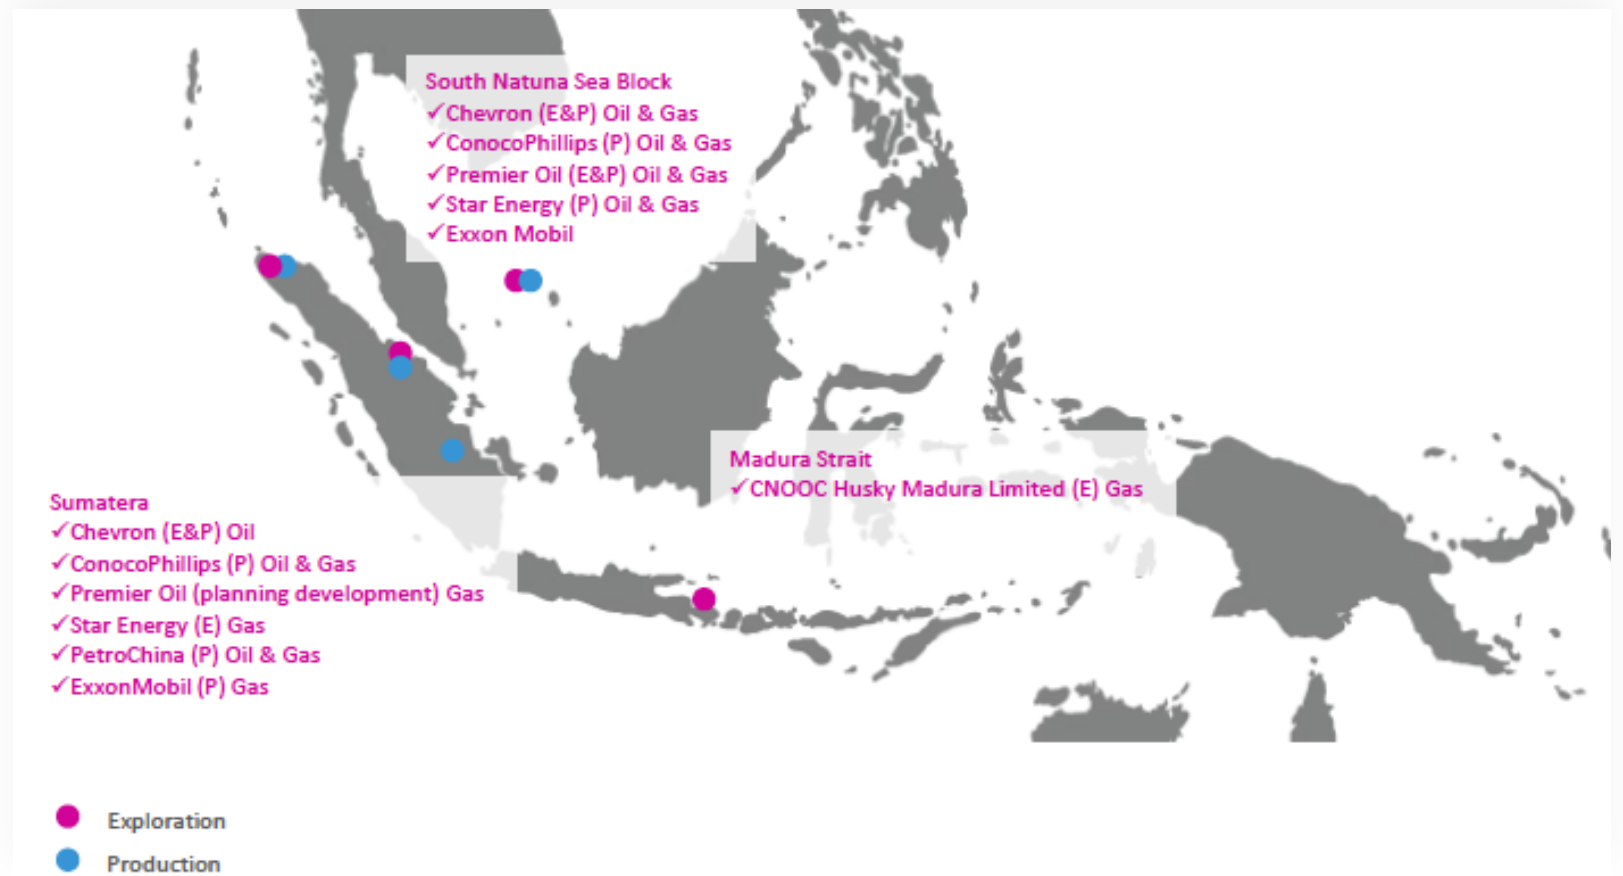 South Natuna Sea Block
✓Chevron (E&P) Oil & Gas
✓ConocoPhillips (P) Oil & Gas
✓Premier Oil (E&P) Oil & Gas
✓Star Energy (P) Oil & Gas
✓Exxon Mobil
Madura Strait
✓CNOOC Husky Madura Limited (E) Gas
Sumatera
✓Chevron (E&P) Oil
✓ConocoPhillips (P) Oil & Gas
✓Premier Oil (planning development) Gas
✓Star Energy (E) Gas
✓PetroChina (P) Oil & Gas
✓ExxonMobil (P) Gas
Exploration
Production